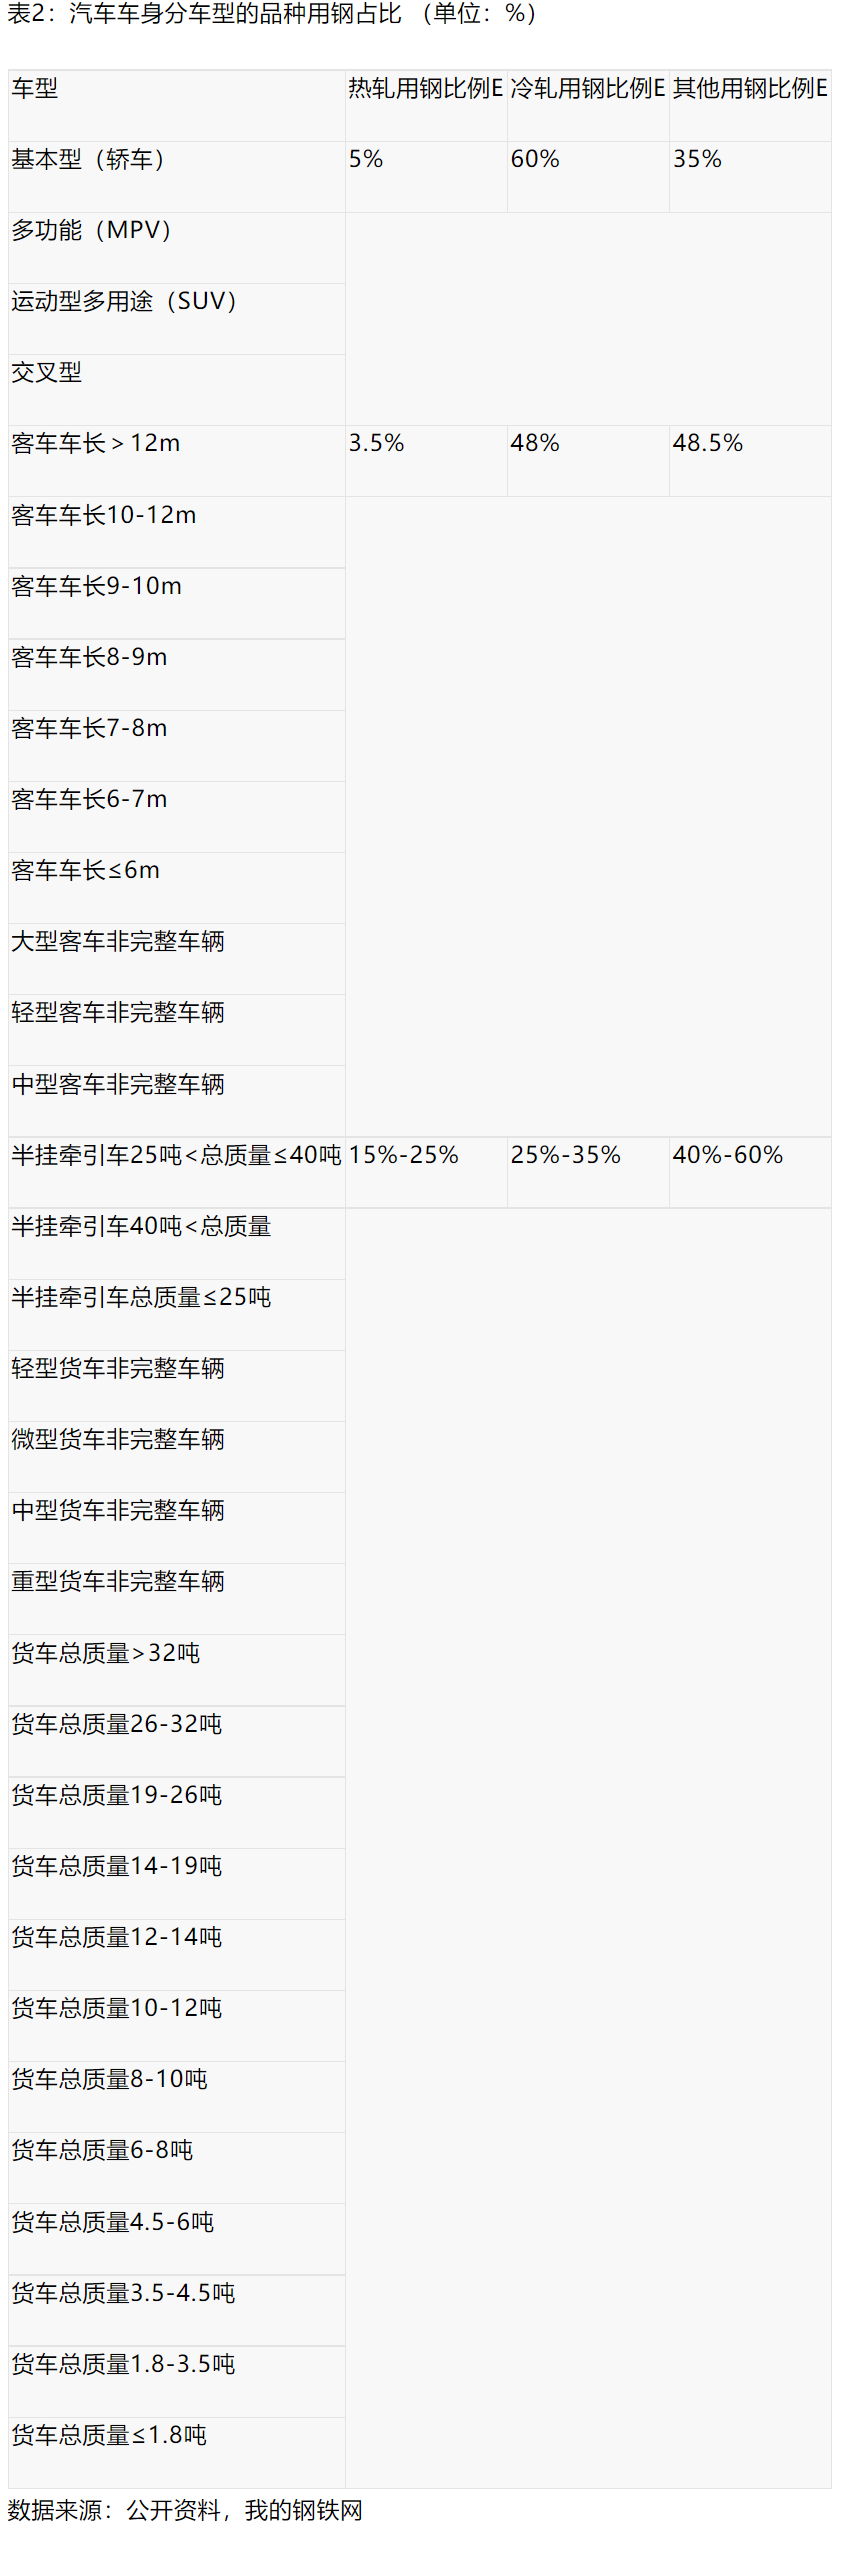 表2：汽车车身分车型的品种用钢占比 （单位：%）
车型 热轧用钢比例E 冷轧用钢比例E 其他用钢比例E
基本型（轿车） 5% 60% 35%
多功能（MPV）
运动型多用途（SUV）
交叉型
客车车长＞12m 3.5% 48% 48.5%
客车车长10-12m
客车车长9-10m
客车车长8-9m
客车车长7-8m
客车车长6-7m
客车车长≤6m
大型客车非完整车辆
轻型客车非完整车辆
中型客车非完整车辆
半挂牵引车25吨<总质量≤40吨 15%-25% 25%-35% 40%-60%
半挂牵引车40吨<总质量
半挂牵引车总质量≤25吨
轻型货车非完整车辆
微型货车非完整车辆
中型货车非完整车辆
重型货车非完整车辆
货车总质量>32吨
货车总质量26-32吨
货车总质量19-26吨
货车总质量14-19吨
货车总质量12-14吨
货车总质量10-12吨
货车总质量8-10吨
货车总质量6-8吨
货车总质量4.5-6吨
货车总质量3.5-4.5吨
货车总质量1.8-3.5吨
货车总质量≤1.8吨
数据来源：公开资料，我的钢铁网